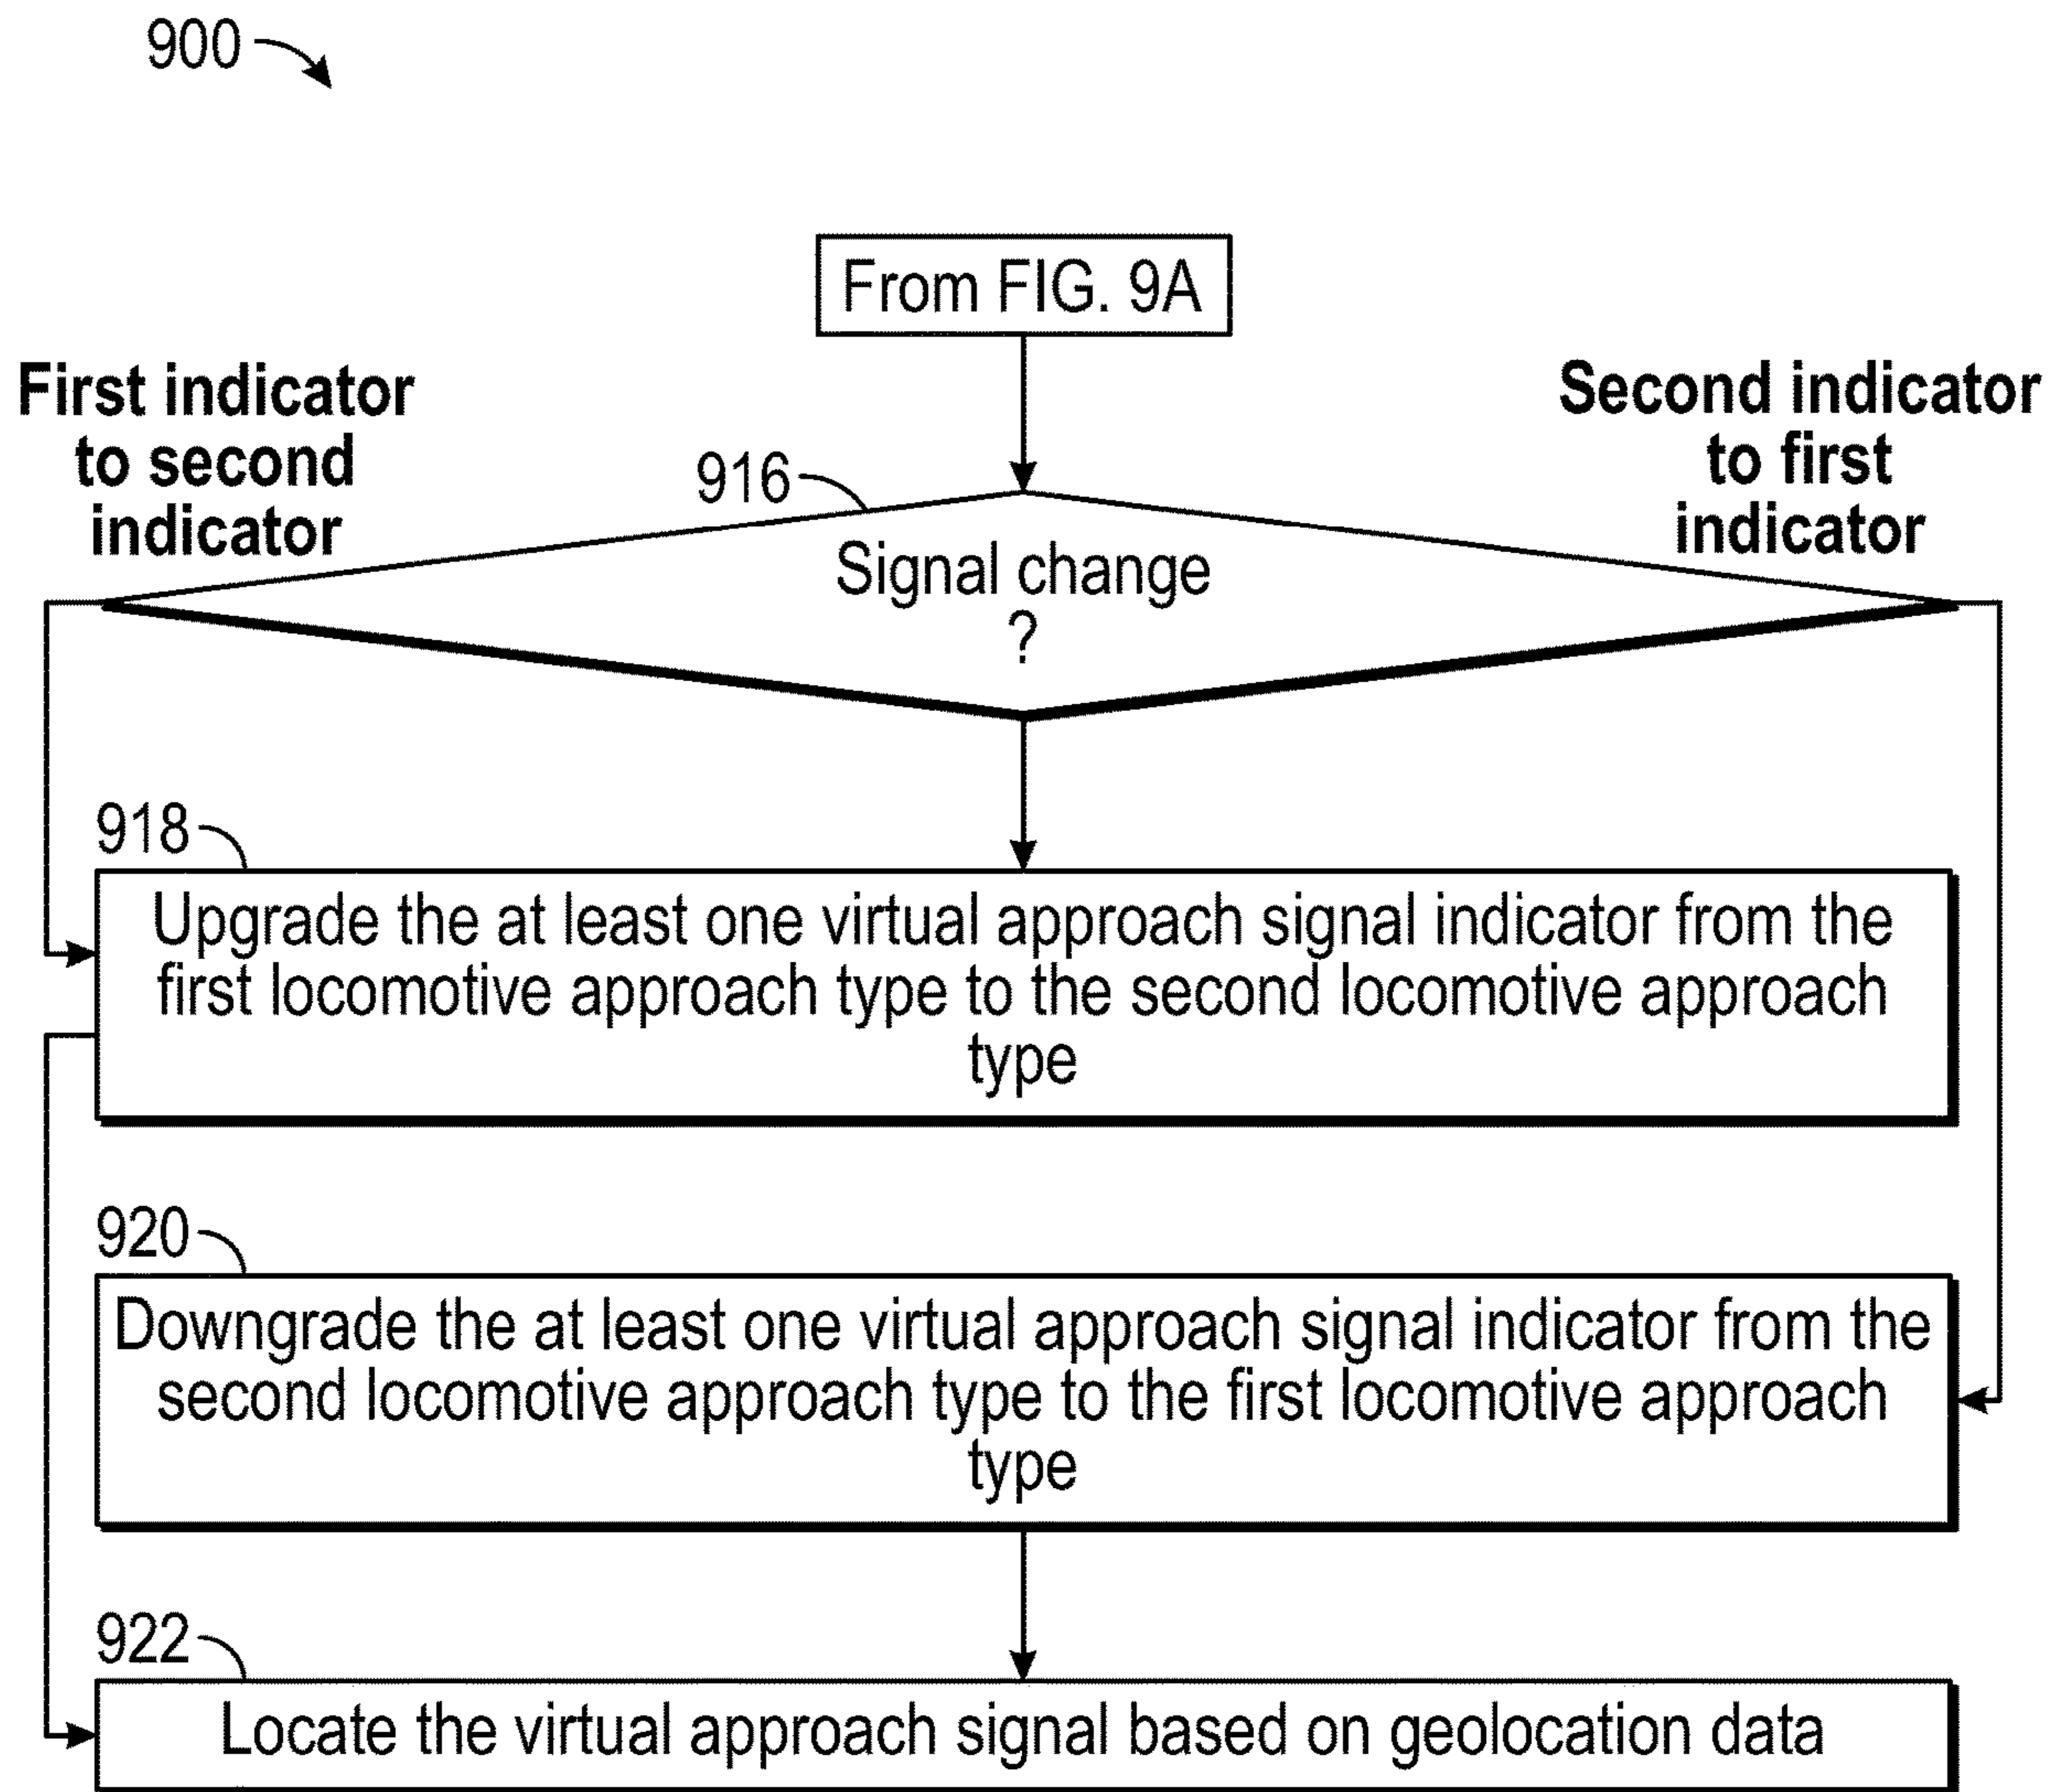 900
From FIG. 9A
First indicator
to second
indicator
Second indicator
to first
indicator
916
Signal change
?
918
Upgrade the at least one virtual approach signal indicator from the
first locomotive approach type to the second locomotive approach
type
920
Downgrade the at least one virtual approach signal indicator from the
second locomotive approach type to the first locomotive approach
type
922
Locate the virtual approach signal based on geolocation data